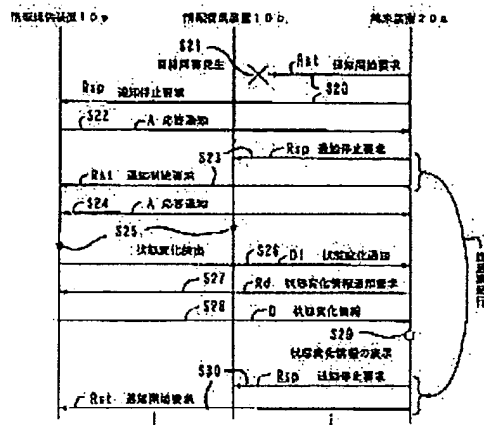 情報提供装置10a 情報提供装置10b 端末装置20a
S21
回線障害発生
Rst 通知開始要求
S20
Rsp 通知停止要求
S22 A 応答通知
S23 Rsp 通知停止要求
Rst 通知開始要求
S24 A 応答通知
S25
状態変化検出
S26 DI 状態変化通知
S27 Rd 状態変化情報通知要求
S28 D 状態変化情報
S29
状態変化情報の表示
S30 Rsp 通知停止要求
Rst 通知開始要求